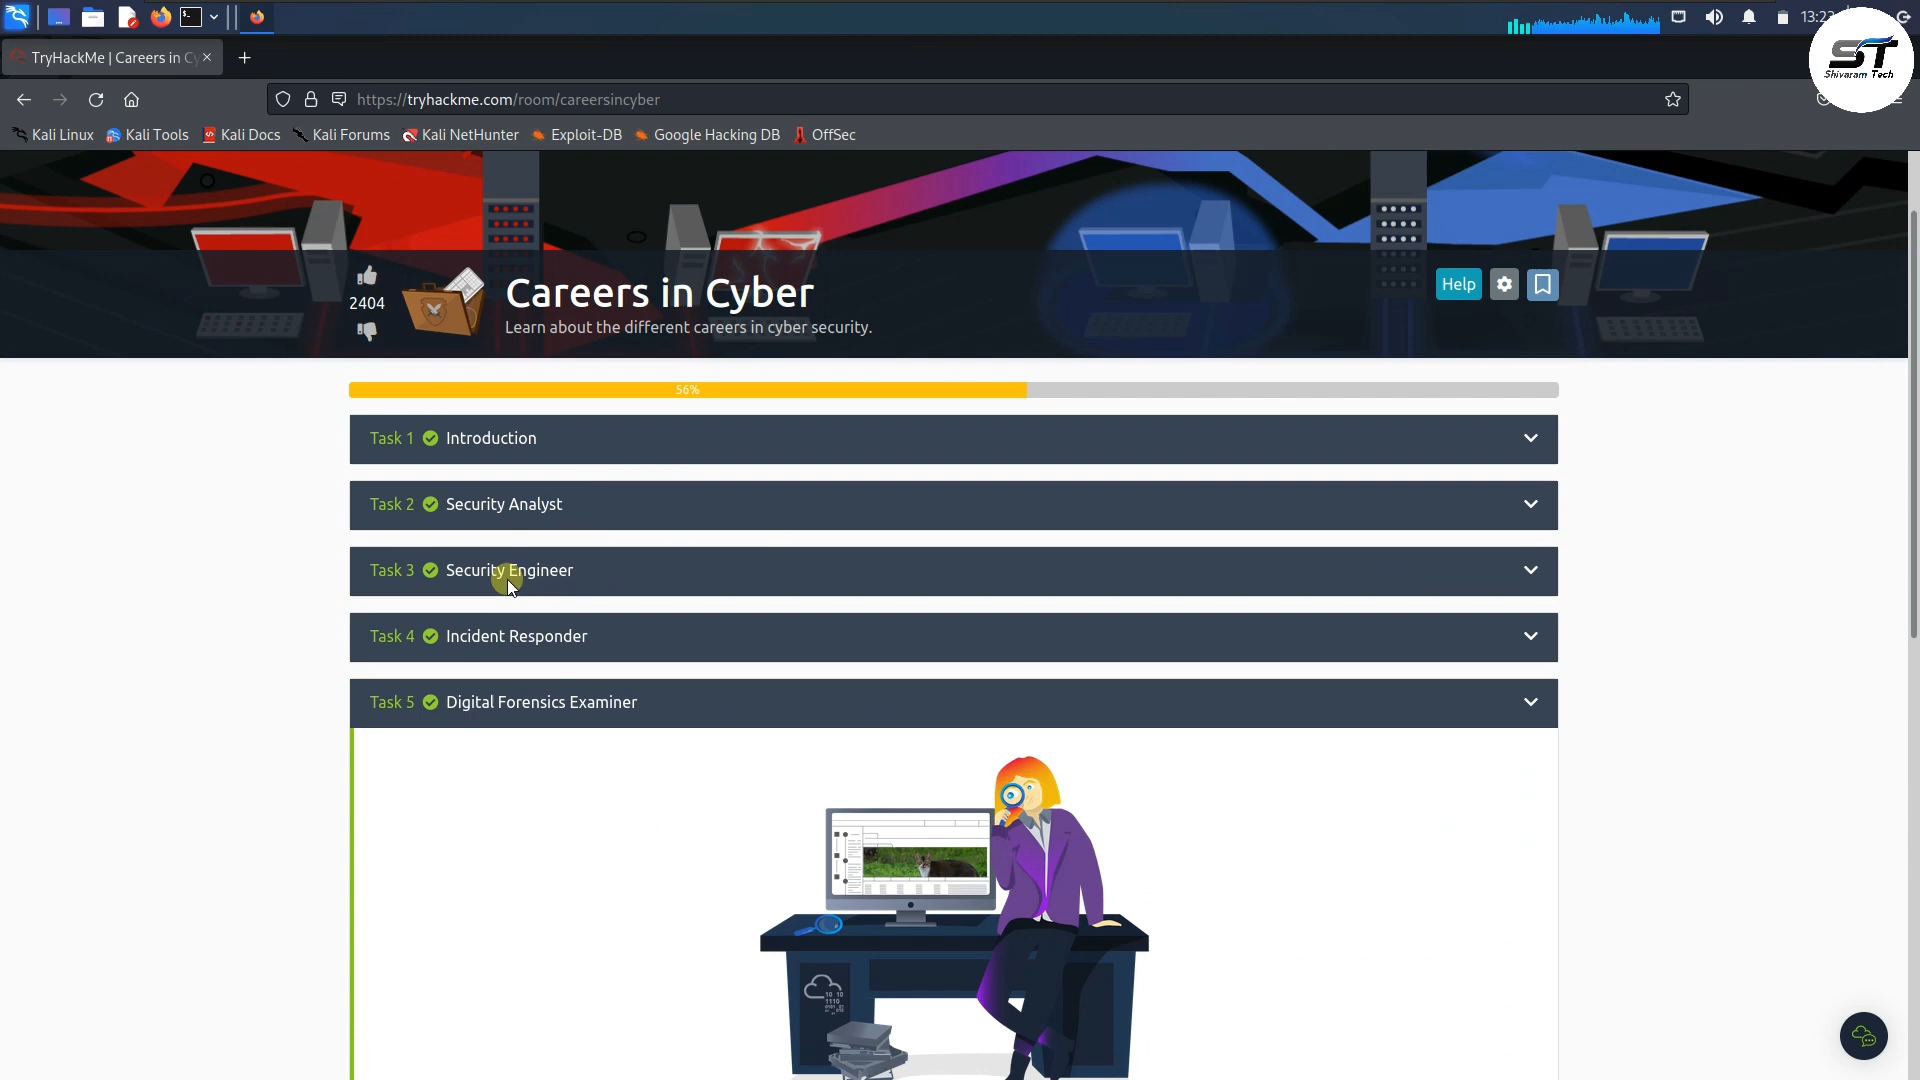 13:23
ST
Shivaram Tech
TryHackMe | Careers in Cy
https://tryhackme.com/room/careersincyber
Kali Linux
Kali Tools
Kali Docs
Kali Forums
Kali NetHunter
Exploit-DB
Google Hacking DB
OffSec
2404
Careers in Cyber
Learn about the different careers in cyber security.
Help
56%
Task 1 Introduction
Task 2 Security Analyst
Task 3 Security Engineer
Task 4 Incident Responder
Task 5 Digital Forensics Examiner